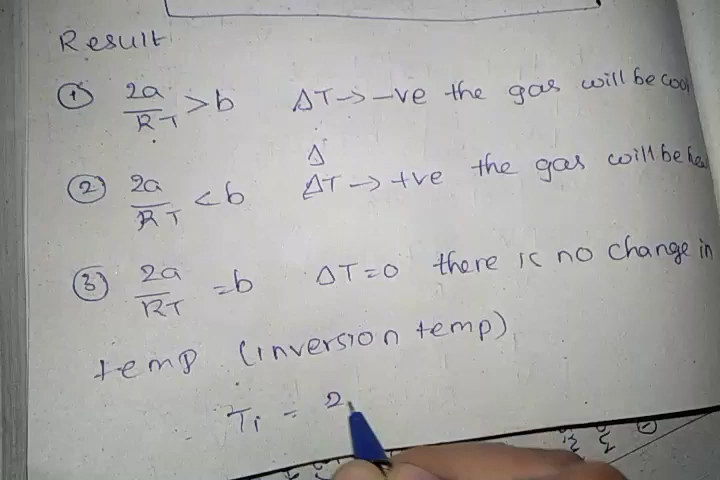 Result
① 2a/RT > b ΔT → -ve the gas will be cool
Δ
② 2a/RT < b ΔT → +ve the gas will be hea
③ 2a/RT = b ΔT = 0 there is no change in
temp (inversion temp)
Ti = 2